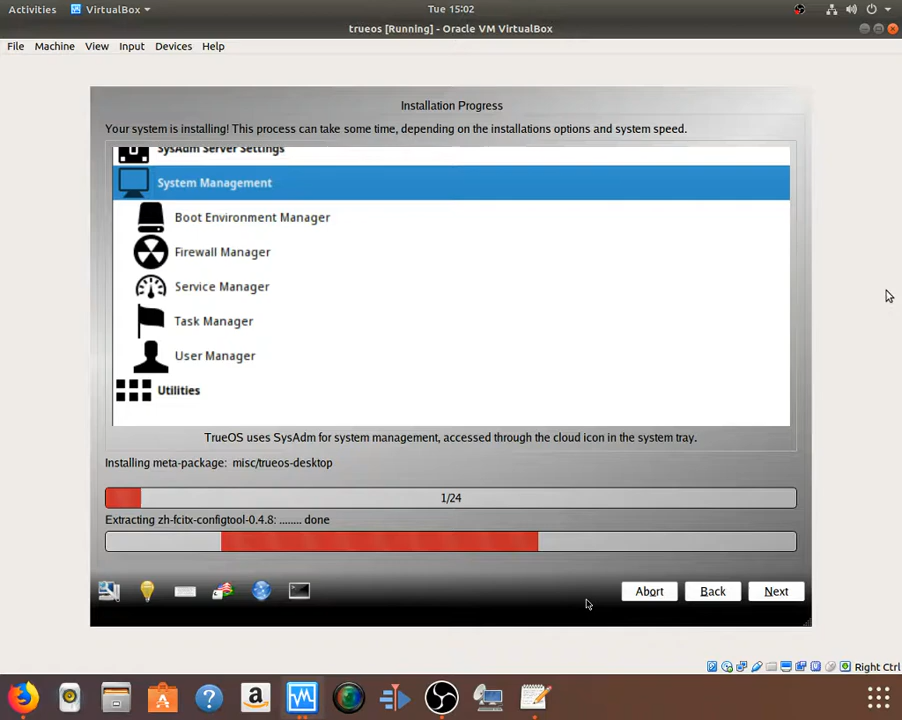 Activities VirtualBox Tue 15:02
trueos [Running] - Oracle VM VirtualBox
File Machine View Input Devices Help
Installation Progress
Your system is installing! This process can take some time, depending on the installations options and system speed.
SysAdm Server Settings
System Management
Boot Environment Manager
Firewall Manager
Service Manager
Task Manager
User Manager
Utilities
TrueOS uses SysAdm for system management, accessed through the cloud icon in the system tray.
Installing meta-package: misc/trueos-desktop
1/24
Extracting zh-fcitx-configtool-0.4.8: ........ done
Abort Back Next
Right Ctrl